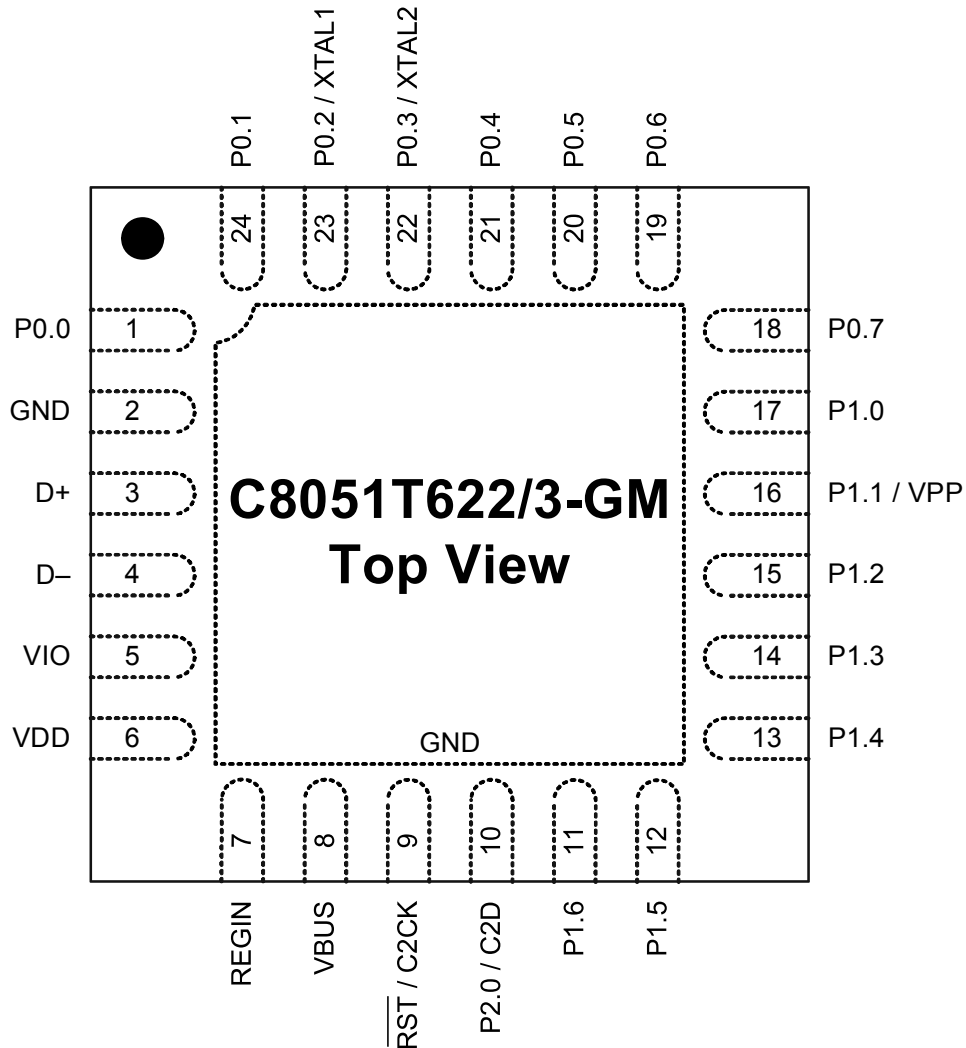 P0.1
P0.2 / XTAL1
P0.3 / XTAL2
P0.4
P0.5
P0.6
24
23
22
21
20
19
P0.0
1
18
P0.7
GND
2
17
P1.0
D+
3
C8051T622/3-GM
16
P1.1 / VPP
D–
4
Top View
15
P1.2
VIO
5
14
P1.3
VDD
6
GND
13
P1.4
7
8
9
10
11
12
REGIN
VBUS
R̅S̅T̅ / C2CK
P2.0 / C2D
P1.6
P1.5